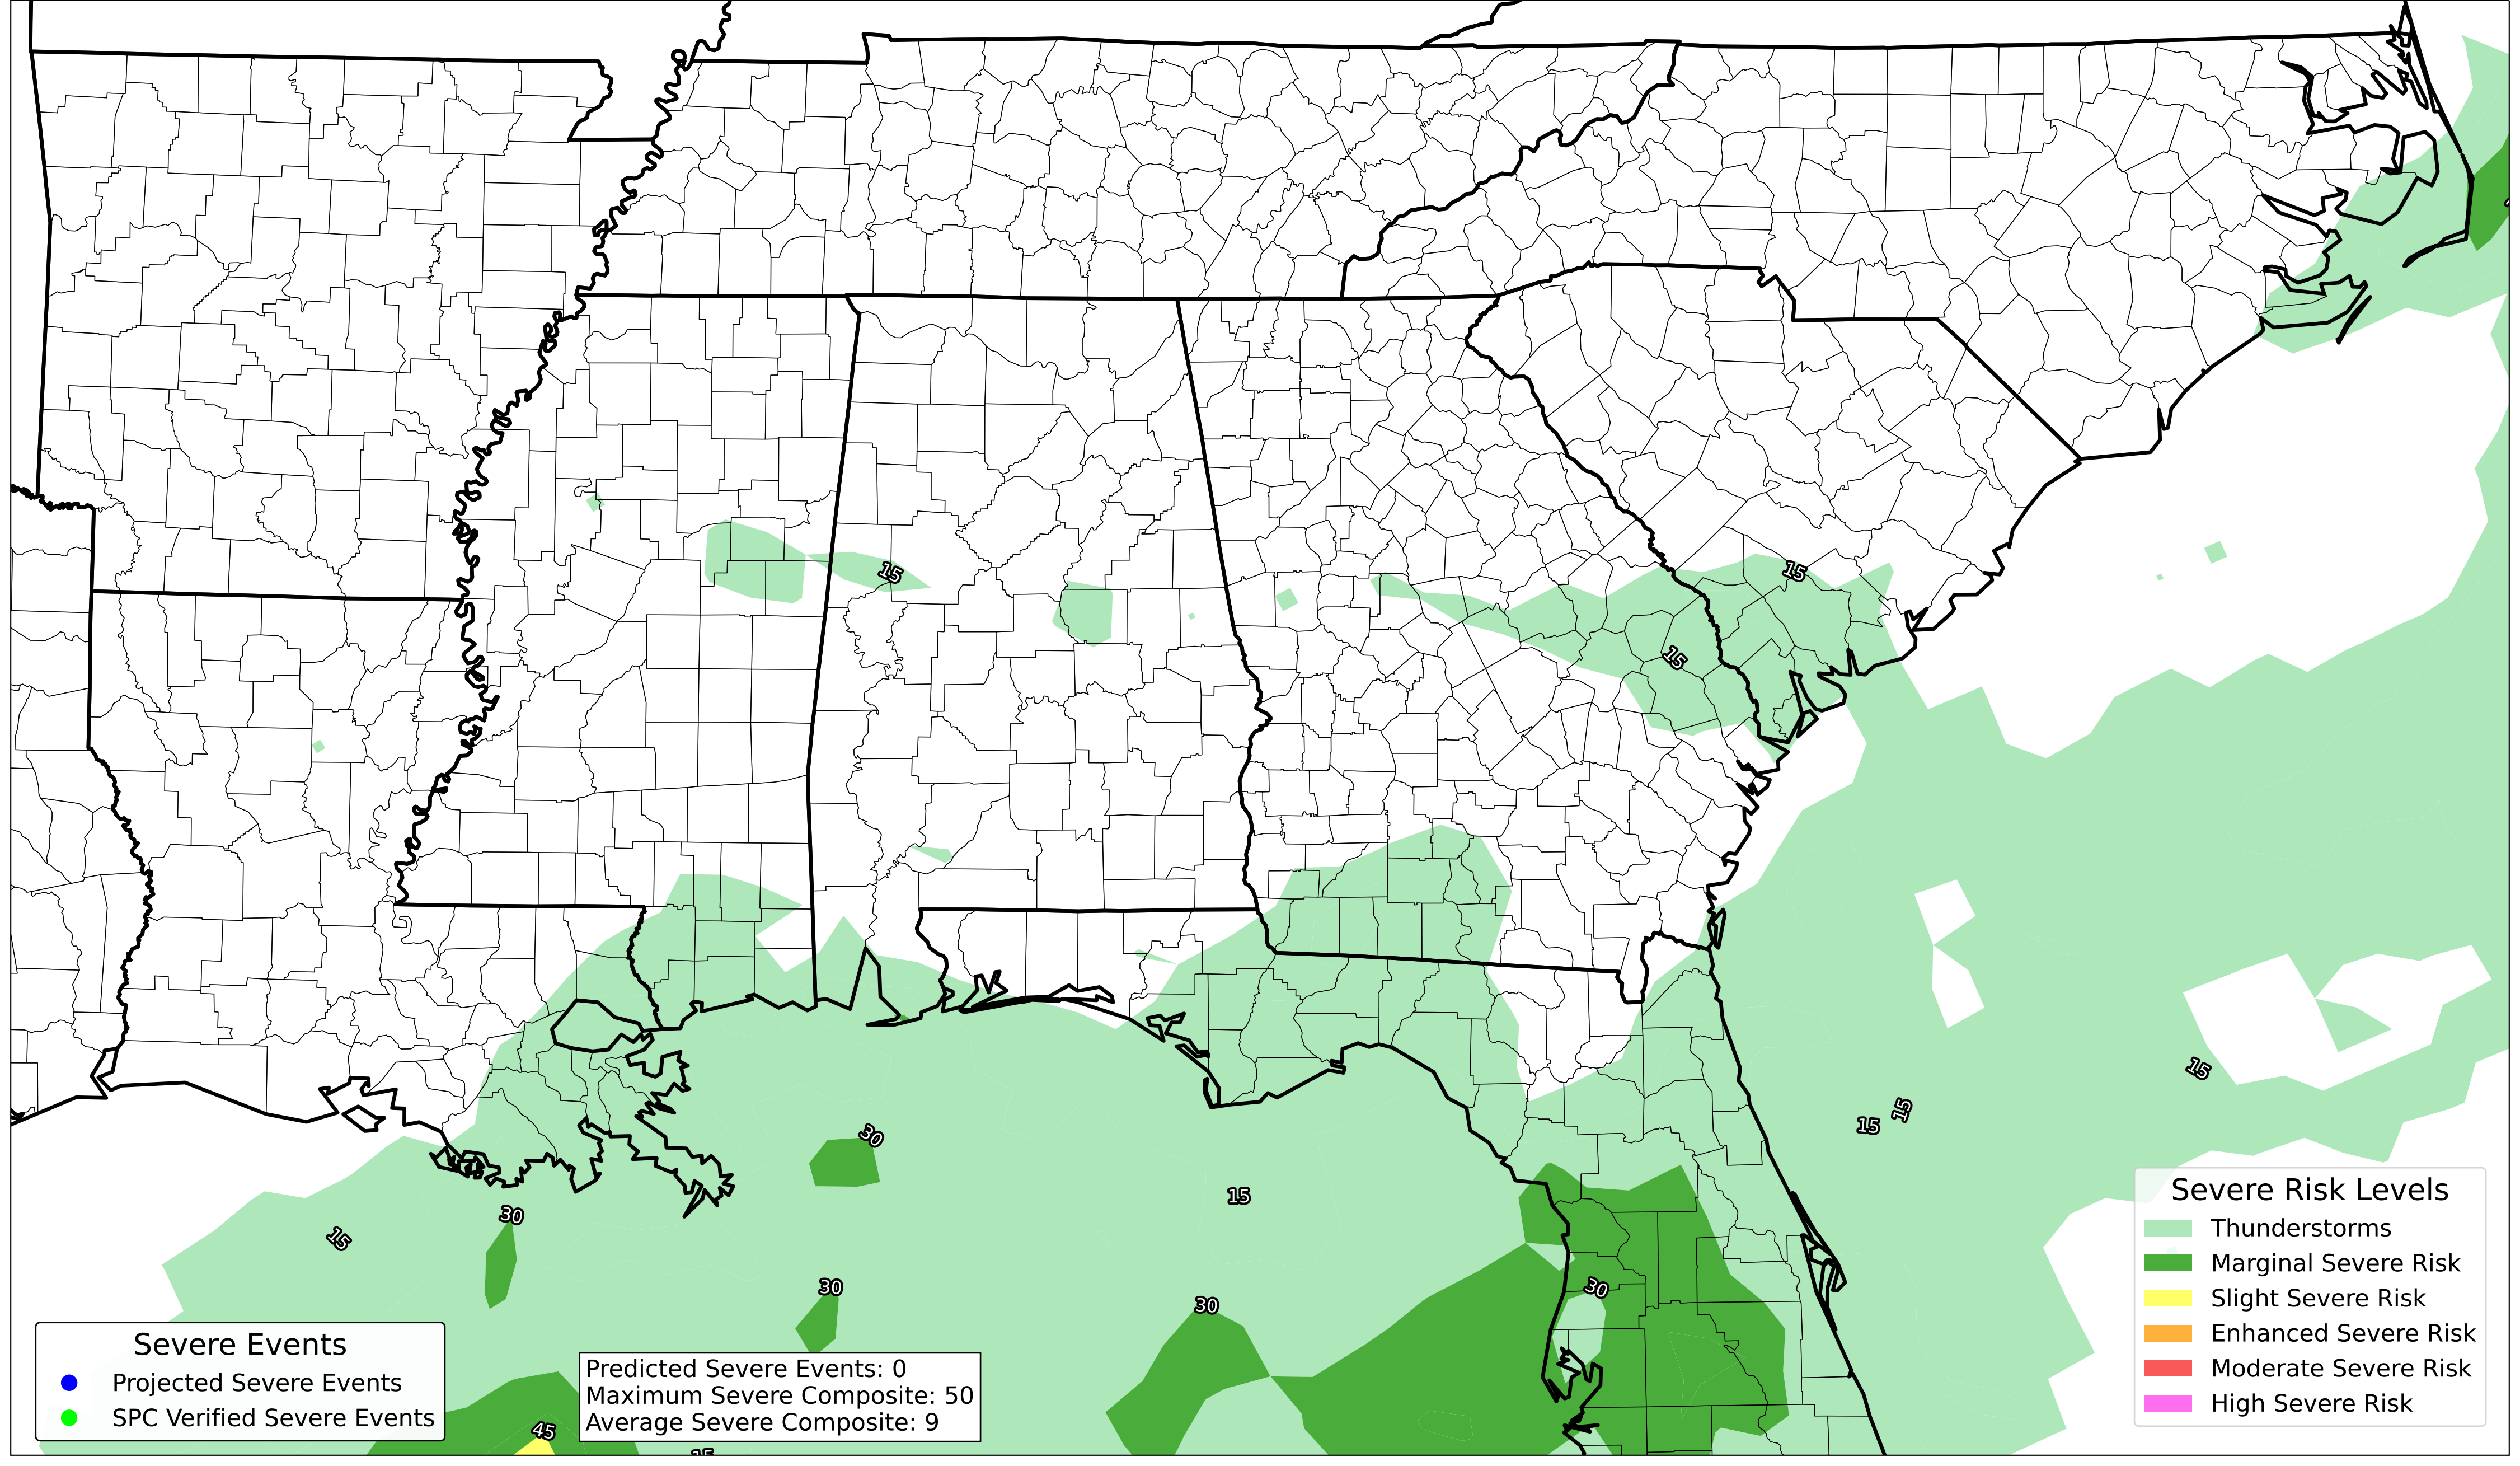 15
15
15
30
15
15
15
30
15
15
30
30
30
45
15
Severe Events
Projected Severe Events
SPC Verified Severe Events
Predicted Severe Events: 0
Maximum Severe Composite: 50
Average Severe Composite: 9
Severe Risk Levels
Thunderstorms
Marginal Severe Risk
Slight Severe Risk
Enhanced Severe Risk
Moderate Severe Risk
High Severe Risk